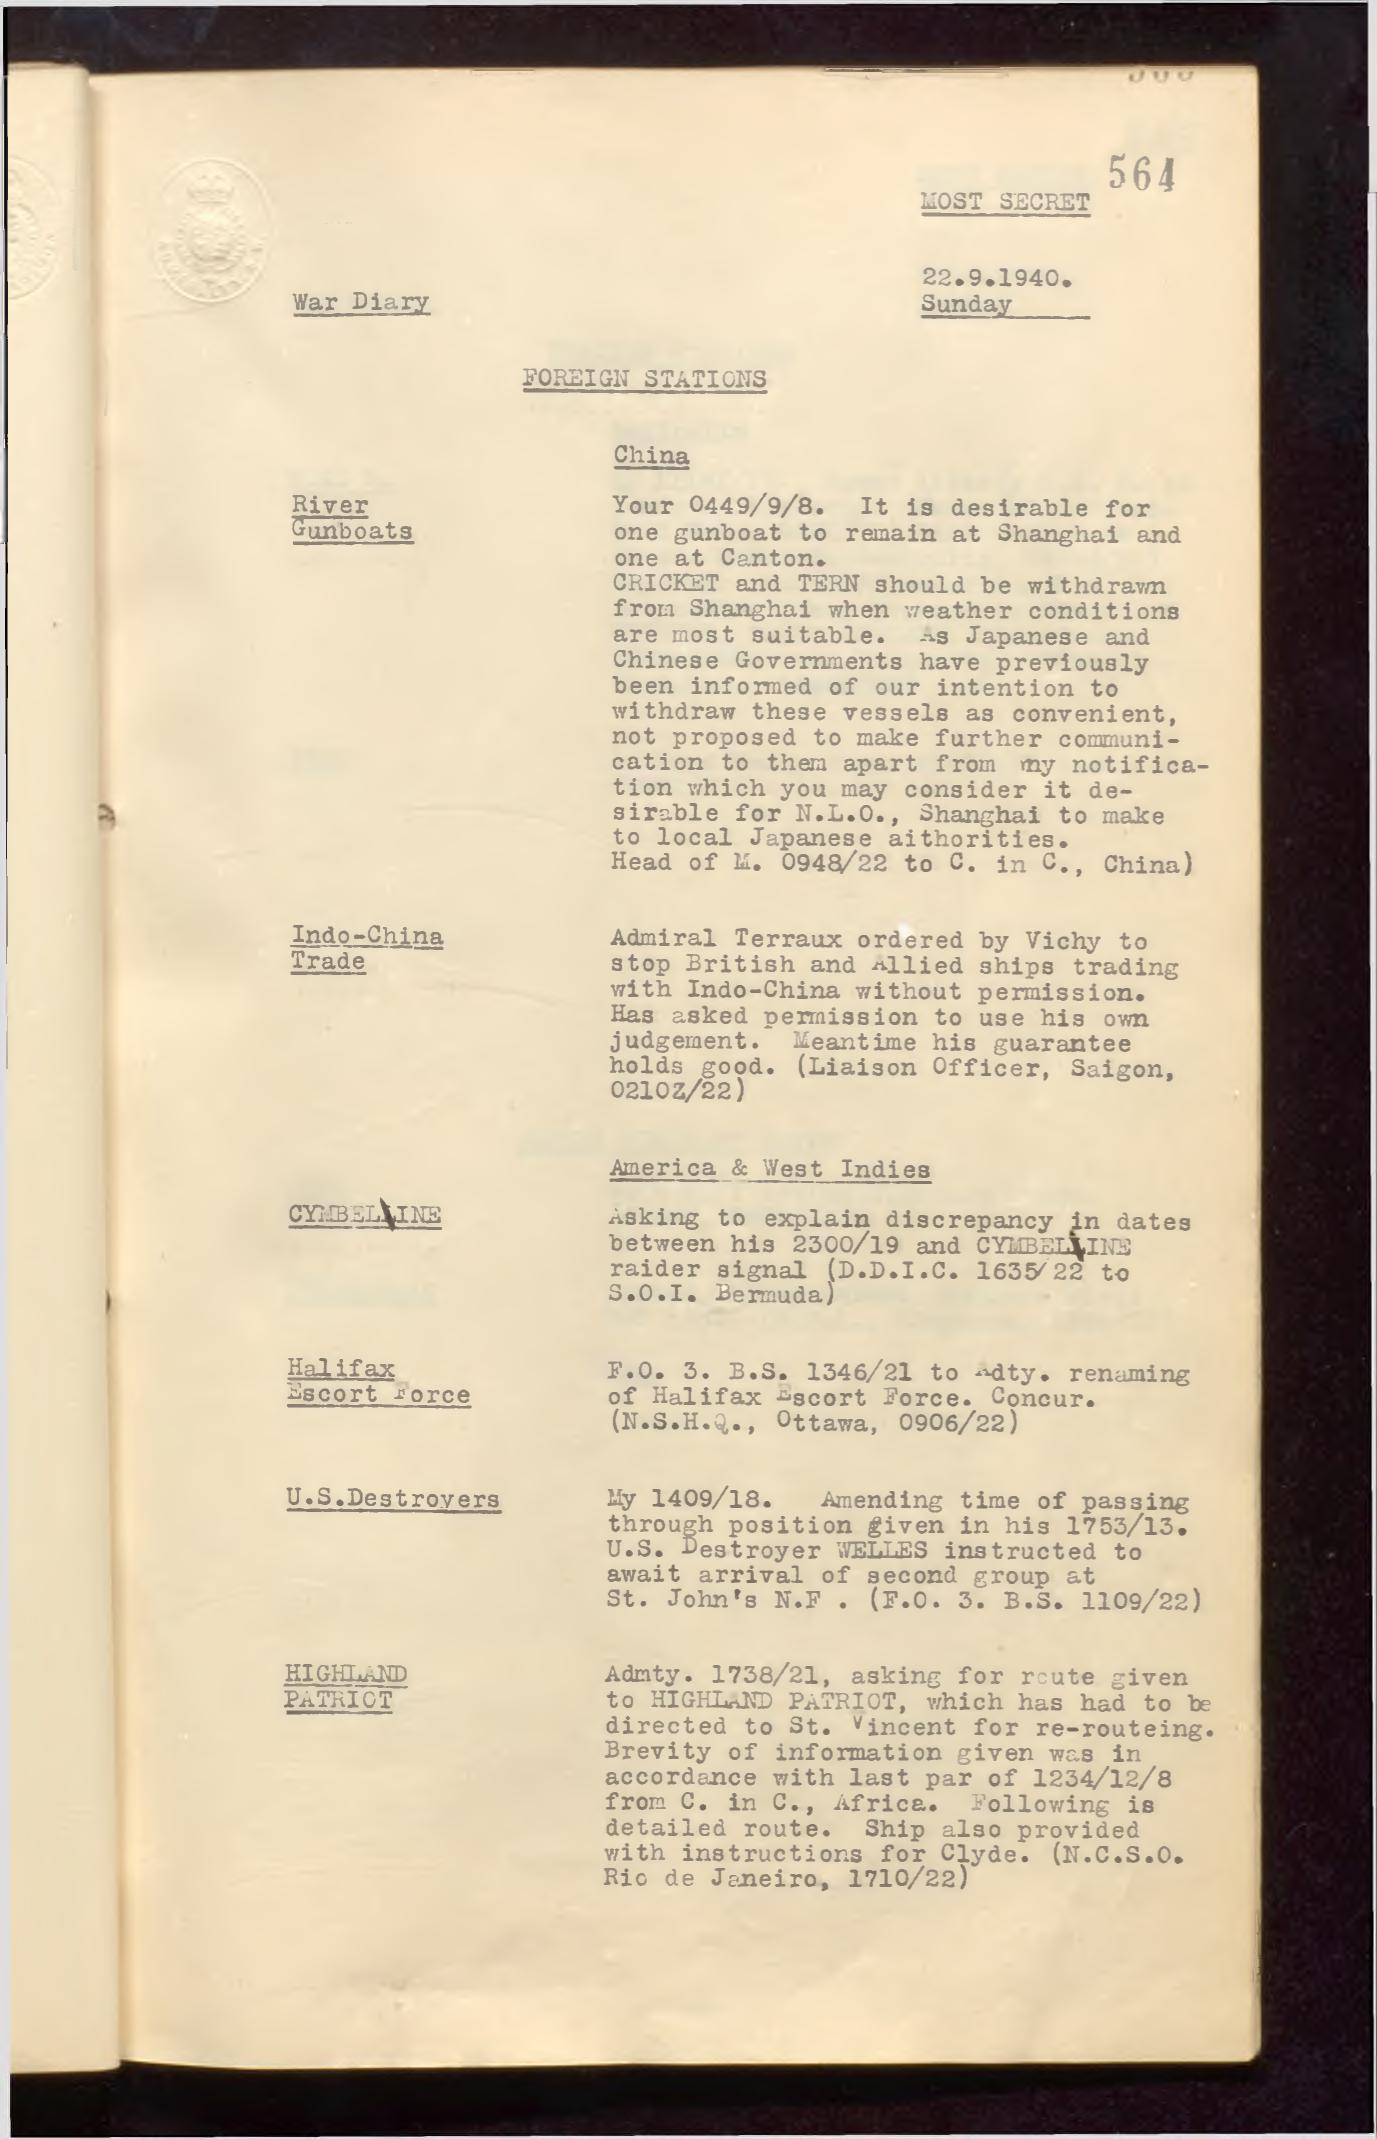 564
MOST SECRET
22.9.1940.
Sunday
War Diary
FOREIGN STATIONS
China
River
Gunboats
Your 0449/9/8. It is desirable for
one gunboat to remain at Shanghai and
one at Canton.
CRICKET and TERN should be withdrawn
from Shanghai when weather conditions
are most suitable. As Japanese and
Chinese Governments have previously
been informed of our intention to
withdraw these vessels as convenient,
not proposed to make further communi-
cation to them apart from my notifica-
tion which you may consider it de-
sirable for N.L.O., Shanghai to make
to local Japanese aithorities.
Head of M. 0948/22 to C. in C., China)
Indo-China
Trade
Admiral Terraux ordered by Vichy to
stop British and Allied ships trading
with Indo-China without permission.
Has asked permission to use his own
judgement. Meantime his guarantee
holds good. (Liaison Officer, Saigon,
0210Z/22)
America & West Indies
CYMBELINE
Asking to explain discrepancy in dates
between his 2300/19 and CYMBELINE
raider signal (D.D.I.C. 1635/22 to
S.O.I. Bermuda)
Halifax
Escort Force
F.O. 3. B.S. 1346/21 to Adty. renaming
of Halifax Escort Force. Concur.
(N.S.H.Q., Ottawa, 0906/22)
U.S.Destroyers
My 1409/18. Amending time of passing
through position given in his 1753/13.
U.S. Destroyer WELLES instructed to
await arrival of second group at
St. John's N.F . (F.O. 3. B.S. 1109/22)
HIGHLAND
PATRIOT
Admty. 1738/21, asking for route given
to HIGHLAND PATRIOT, which has had to be
directed to St. Vincent for re-routeing.
Brevity of information given was in
accordance with last par of 1234/12/8
from C. in C., Africa. Following is
detailed route. Ship also provided
with instructions for Clyde. (N.C.S.O.
Rio de Janeiro, 1710/22)